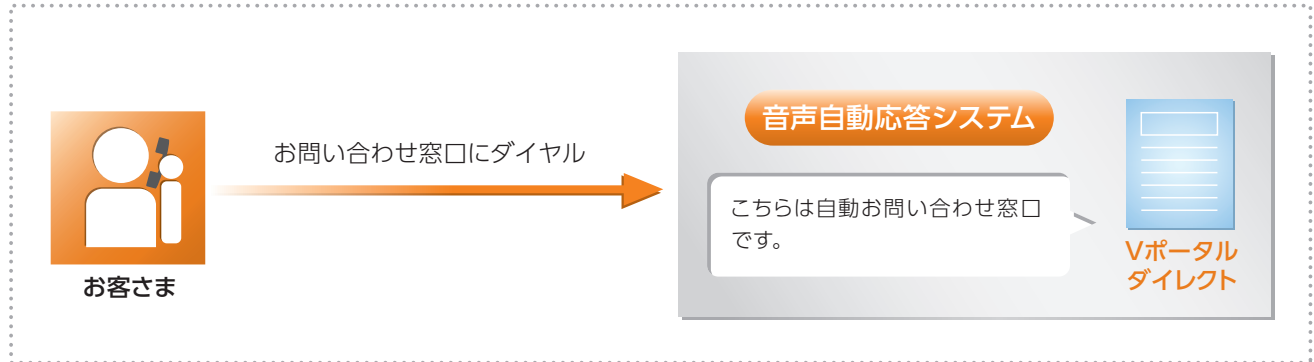 音声自動応答システム
お問い合わせ窓口にダイヤル
こちらは自動お問い合わせ窓口
です。
Vポータル
ダイレクト
お客さま